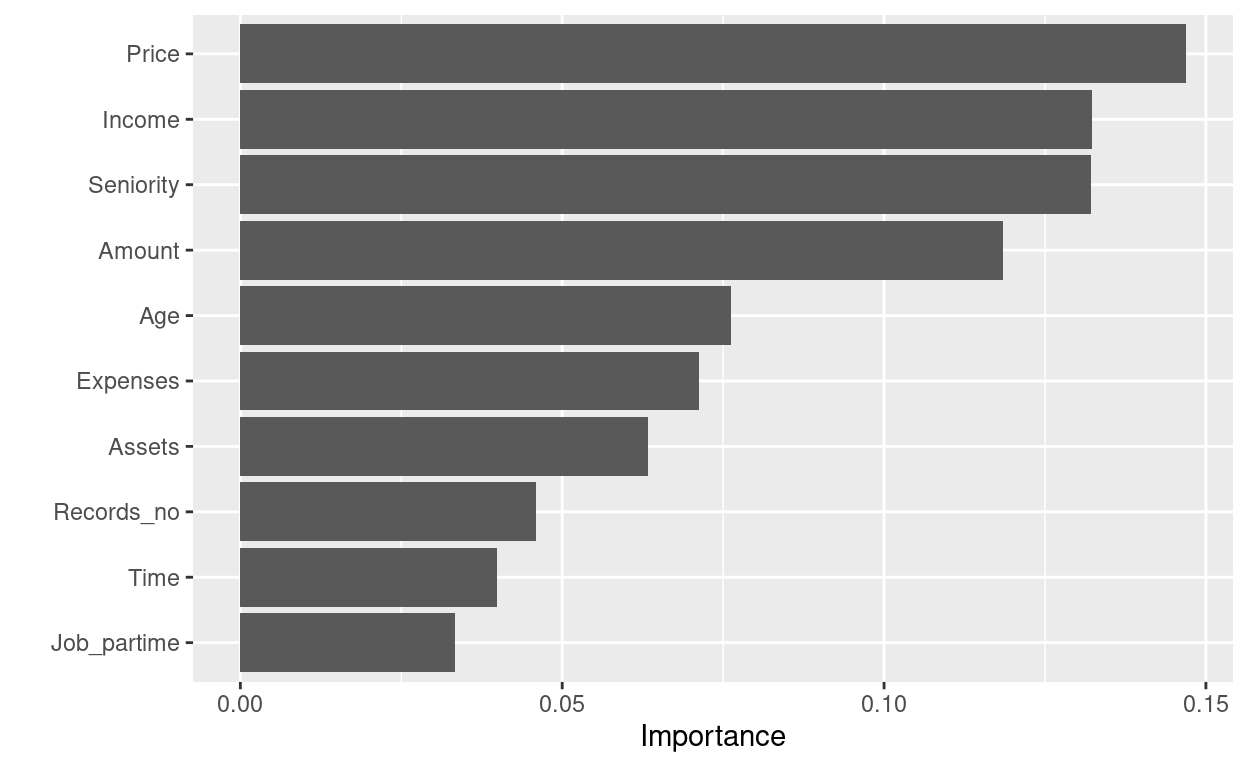 Price
Income
Seniority
Amount
Age
Expenses
Assets
Records_no
Time
Job_partime
0.00 0.05 0.10 0.15
Importance